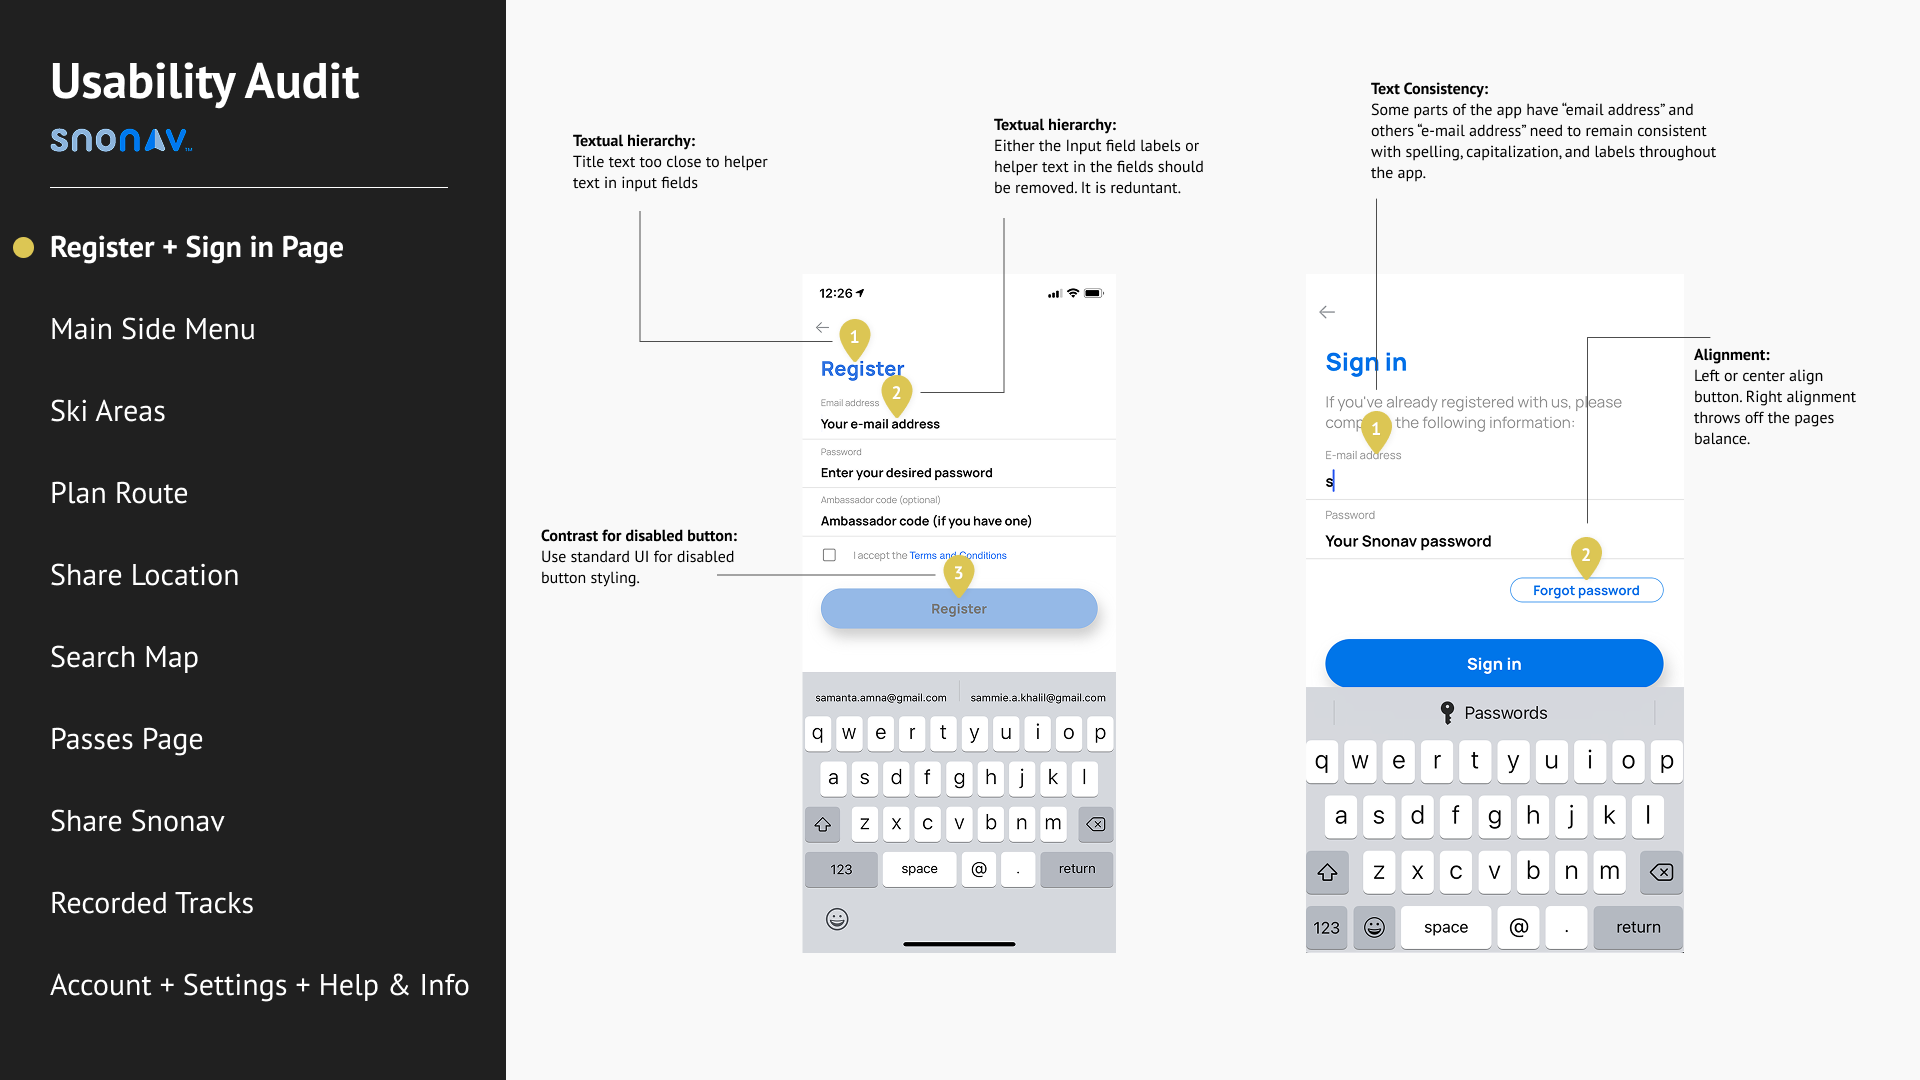 Usability Audit
snonav™
Register + Sign in Page
Main Side Menu
Ski Areas
Plan Route
Share Location
Search Map
Passes Page
Share Snonav
Recorded Tracks
Account + Settings + Help & Info
Textual hierarchy:
Title text too close to helper
text in input fields
Textual hierarchy:
Either the Input field labels or
helper text in the fields should
be removed. It is reduntant.
Contrast for disabled button:
Use standard UI for disabled
button styling.
12:26
1
Register
2
Email address
Your e-mail address
Password
Enter your desired password
Ambassador code (optional)
Ambassador code (if you have one)
I accept the Terms and Conditions
3
Register
samanta.amna@gmail.com sammie.a.khalil@gmail.com
q w e r t y u i o p
a s d f g h j k l
z x c v b n m
123 space @ . return
Text Consistency:
Some parts of the app have “email address” and
others “e-mail address” need to remain consistent
with spelling, capitalization, and labels throughout
the app.
Alignment:
Left or center align
button. Right alignment
throws off the pages
balance.
Sign in
If you've already registered with us, please
comp the following information:
1
E-mail address
s
Password
Your Snonav password
2
Forgot password
Sign in
Passwords
q w e r t y u i o p
a s d f g h j k l
z x c v b n m
123 space @ . return